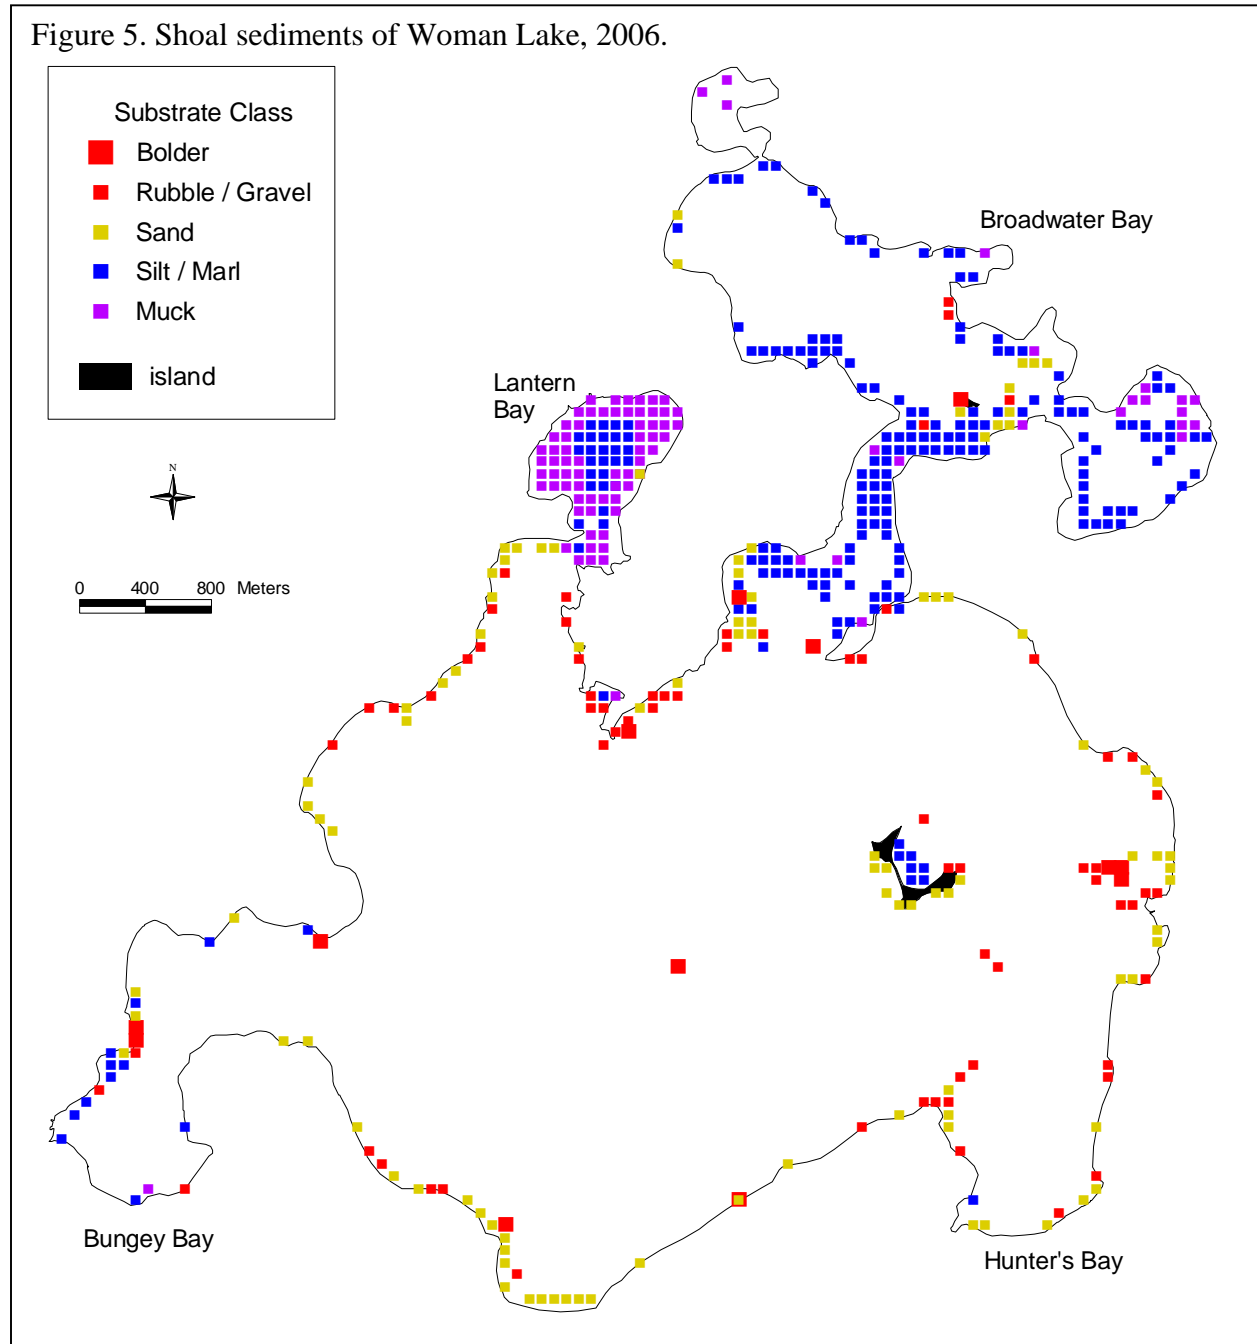 Figure 5. Shoal sediments of Woman Lake, 2006.
Substrate Class
Bolder
Rubble / Gravel
Sand
Silt / Marl
Muck
island
Broadwater Bay
Lantern
Bay
N
0 400 800 Meters
Bungey Bay
Hunter's Bay